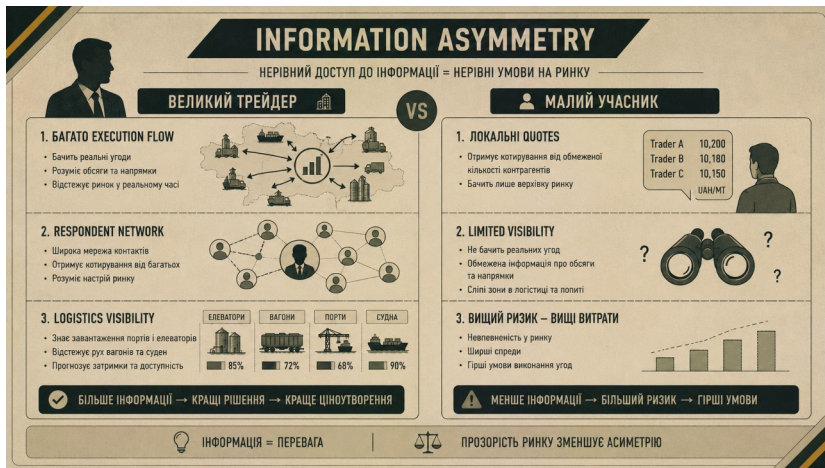 INFORMATION ASYMMETRY
НЕРІВНИЙ ДОСТУП ДО ІНФОРМАЦІЇ = НЕРІВНІ УМОВИ НА РИНКУ
ВЕЛИКИЙ ТРЕЙДЕР
VS
МАЛИЙ УЧАСНИК
1. БАГАТО EXECUTION FLOW
• Бачить реальні угоди
• Розуміє обсяги та напрямки
• Відстежує ринок у реальному часі
2. RESPONDENT NETWORK
• Широка мережа контактів
• Отримує котирування від багатьох
• Розуміє настрій ринку
3. LOGISTICS VISIBILITY
• Знає завантаження портів і елеваторів
• Відстежує рух вагонів та суден
• Прогнозує затримки та доступність
ЕЛЕВАТОРИ
ВАГОНИ
ПОРТИ
СУДНА
85%
72%
68%
90%
БІЛЬШЕ ІНФОРМАЦІЇ → КРАЩІ РІШЕННЯ → КРАЩЕ ЦІНОУТВОРЕННЯ
1. ЛОКАЛЬНІ QUOTES
• Отримує котирування від обмеженої
кількості контрагентів
• Бачить лише верхівку ринку
Trader A 10,200
Trader B 10,180
Trader C 10,150
UAH/MT
2. LIMITED VISIBILITY
• Не бачить реальних угод
• Обмежена інформація про обсяги
та напрямки
• Сліпі зони в логістиці та попиті
? ? ?
3. ВИЩИЙ РИЗИК – ВИЩІ ВИТРАТИ
• Невпевненість у ринку
• Ширші спреди
• Гірші умови виконання угод
МЕНШЕ ІНФОРМАЦІЇ → БІЛЬШИЙ РИЗИК → ГІРШІ УМОВИ
ІНФОРМАЦІЯ = ПЕРЕВАГА
ПРОЗОРІСТЬ РИНКУ ЗМЕНШУЄ АСИМЕТРІЮ